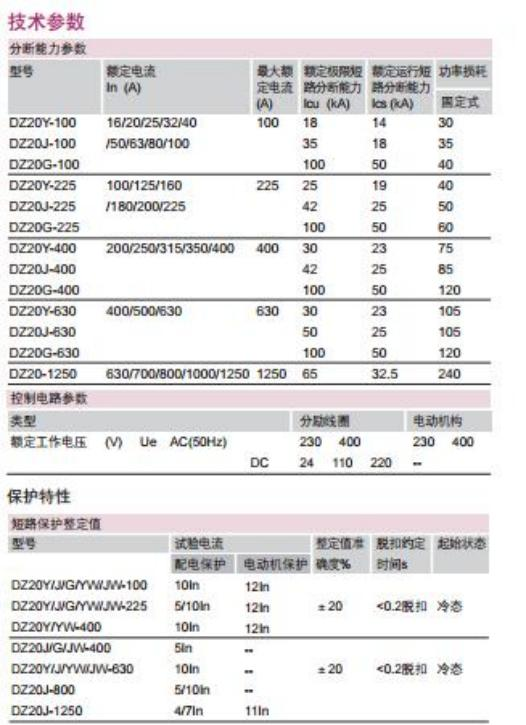 技术参数
分断能力参数
型号 额定电流 In (A) 最大额定电流 (A) 额定极限短路分断能力 Icu (kA) 额定运行短路分断能力 Ics (kA) 功率损耗 固定式
DZ20Y-100 16/20/25/32/40 100 18 14 30
DZ20J-100 /50/63/80/100 35 18 35
DZ20G-100 100 50 40
DZ20Y-225 100/125/160 225 25 19 40
DZ20J-225 /180/200/225 42 25 50
DZ20G-225 100 50 60
DZ20Y-400 200/250/315/350/400 400 30 23 75
DZ20J-400 42 25 85
DZ20G-400 100 50 120
DZ20Y-630 400/500/630 630 30 23 105
DZ20J-630 50 25 105
DZ20G-630 100 50 120
DZ20-1250 630/700/800/1000/1250 1250 65 32.5 240
控制电路参数
类型 分励线圈 电动机构
额定工作电压 (V) Ue AC(50Hz) 230 400 230 400
DC 24 110 220 --
保护特性
短路保护整定值
型号 试验电流 整定值准确度% 脱扣约定时间s 起始状态
配电保护 电动机保护
DZ20Y/J/G/YW/JW-100 10In 12In
DZ20Y/J/G/YW/JW-225 5/10In 12In ±20 <0.2脱扣 冷态
DZ20Y/YW-400 10In 12In
DZ20J/G/JW-400 5In --
DZ20Y/J/YW/JW-630 10In -- ±20 <0.2脱扣 冷态
DZ20J-800 5/10In --
DZ20J-1250 4/7In 11In